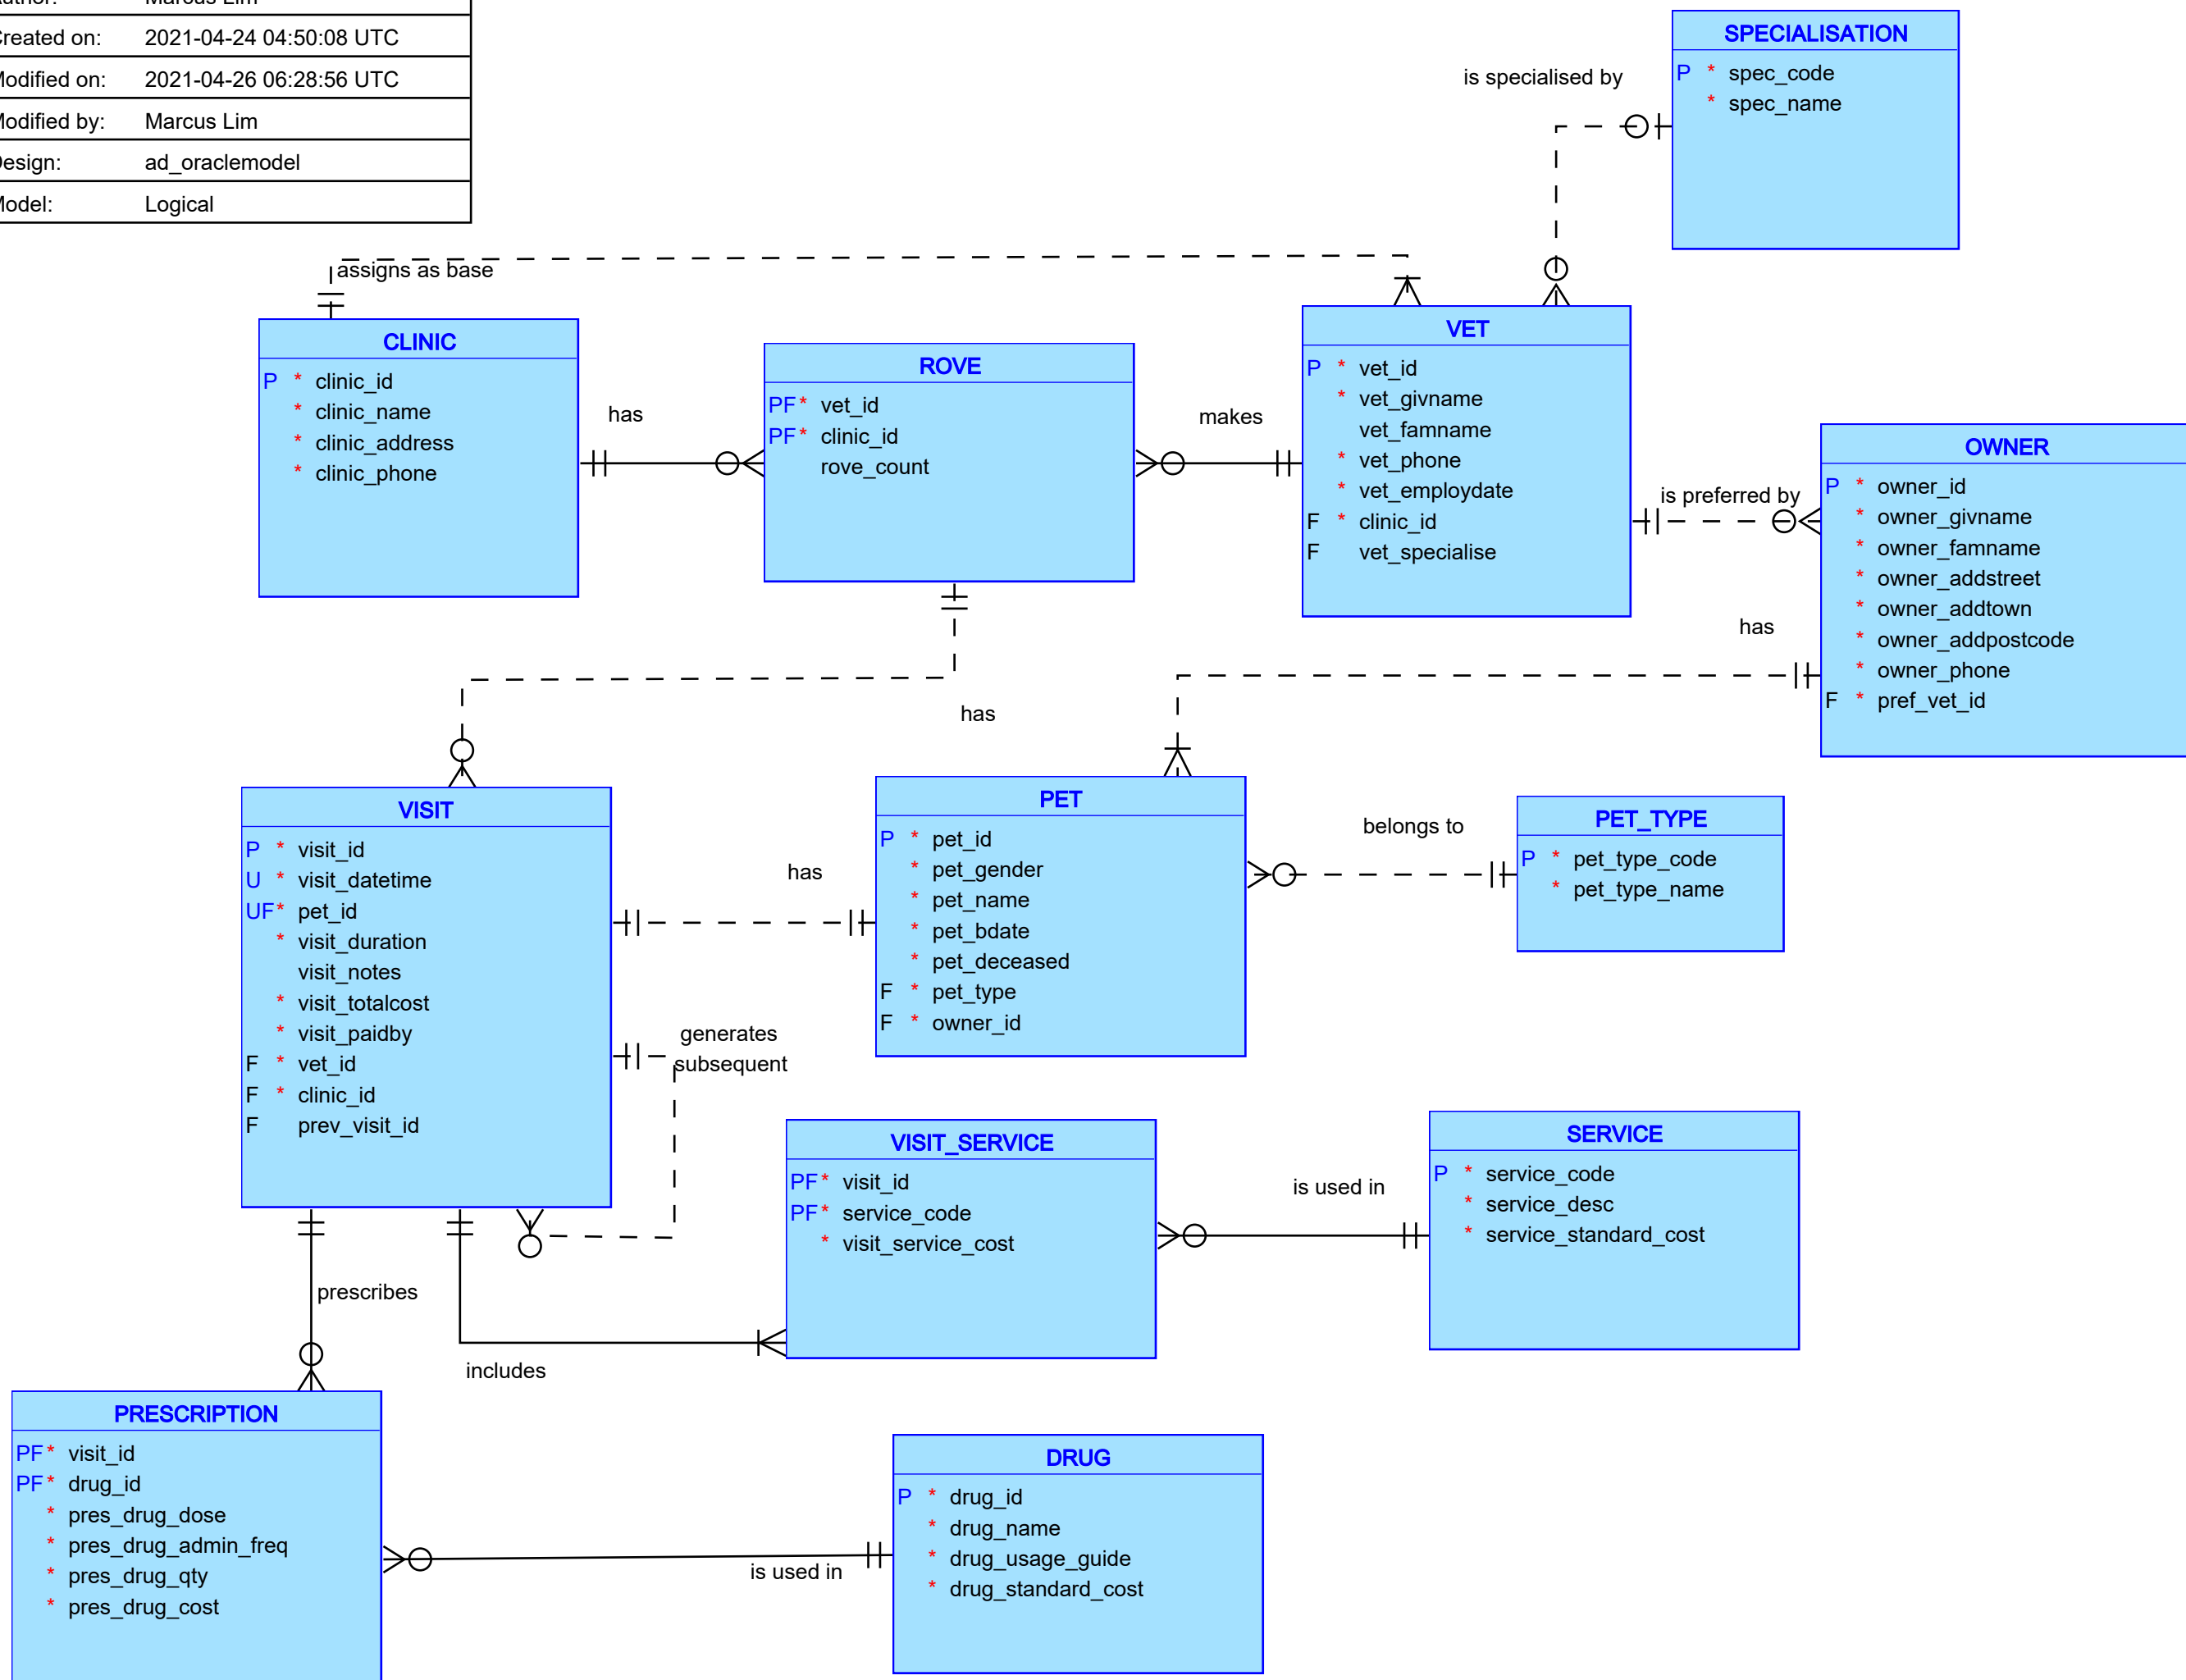 Marcus Lim
Created on: 2021-04-24 04:50:08 UTC
Modified on: 2021-04-26 06:28:56 UTC
Modified by: Marcus Lim
Design: ad_oraclemodel
Model: Logical
SPECIALISATION
P * spec_code
* spec_name
is specialised by
assigns as base
CLINIC
P * clinic_id
* clinic_name
* clinic_address
* clinic_phone
has
ROVE
PF* vet_id
PF* clinic_id
rove_count
makes
VET
P * vet_id
* vet_givname
vet_famname
* vet_phone
* vet_employdate
F * clinic_id
F vet_specialise
is preferred by
OWNER
P * owner_id
* owner_givname
* owner_famname
* owner_addstreet
* owner_addtown
* owner_addpostcode
* owner_phone
F * pref_vet_id
has
has
VISIT
P * visit_id
U * visit_datetime
UF* pet_id
* visit_duration
visit_notes
* visit_totalcost
* visit_paidby
F * vet_id
F * clinic_id
F prev_visit_id
has
PET
P * pet_id
* pet_gender
* pet_name
* pet_bdate
* pet_deceased
F * pet_type
F * owner_id
belongs to
PET_TYPE
P * pet_type_code
* pet_type_name
generates
subsequent
VISIT_SERVICE
PF* visit_id
PF* service_code
* visit_service_cost
is used in
SERVICE
P * service_code
* service_desc
* service_standard_cost
prescribes
includes
PRESCRIPTION
PF* visit_id
PF* drug_id
* pres_drug_dose
* pres_drug_admin_freq
* pres_drug_qty
* pres_drug_cost
is used in
DRUG
P * drug_id
* drug_name
* drug_usage_guide
* drug_standard_cost